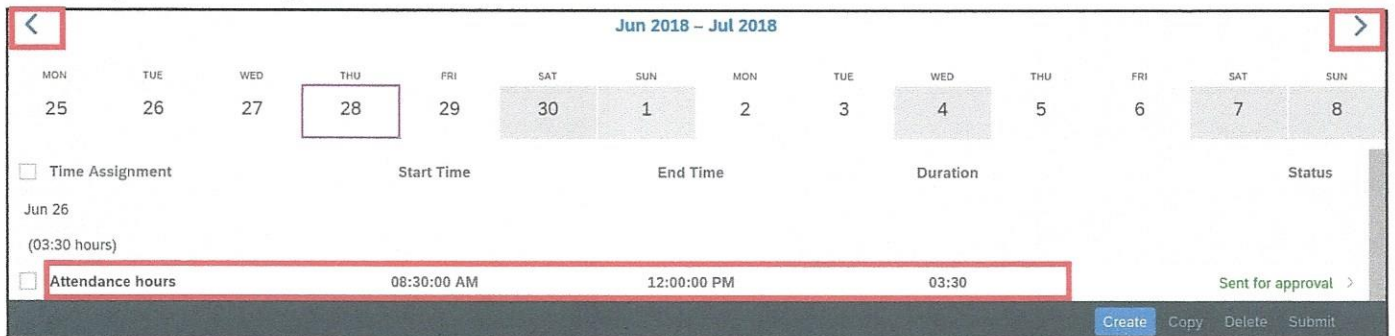 Jun 2018 – Jul 2018
MON TUE WED THU FRI SAT SUN MON TUE WED THU FRI SAT SUN
25 26 27 28 29 30 1 2 3 4 5 6 7 8
Time Assignment Start Time End Time Duration Status
Jun 26
(03:30 hours)
Attendance hours 08:30:00 AM 12:00:00 PM 03:30 Sent for approval
Create Copy Delete Submit